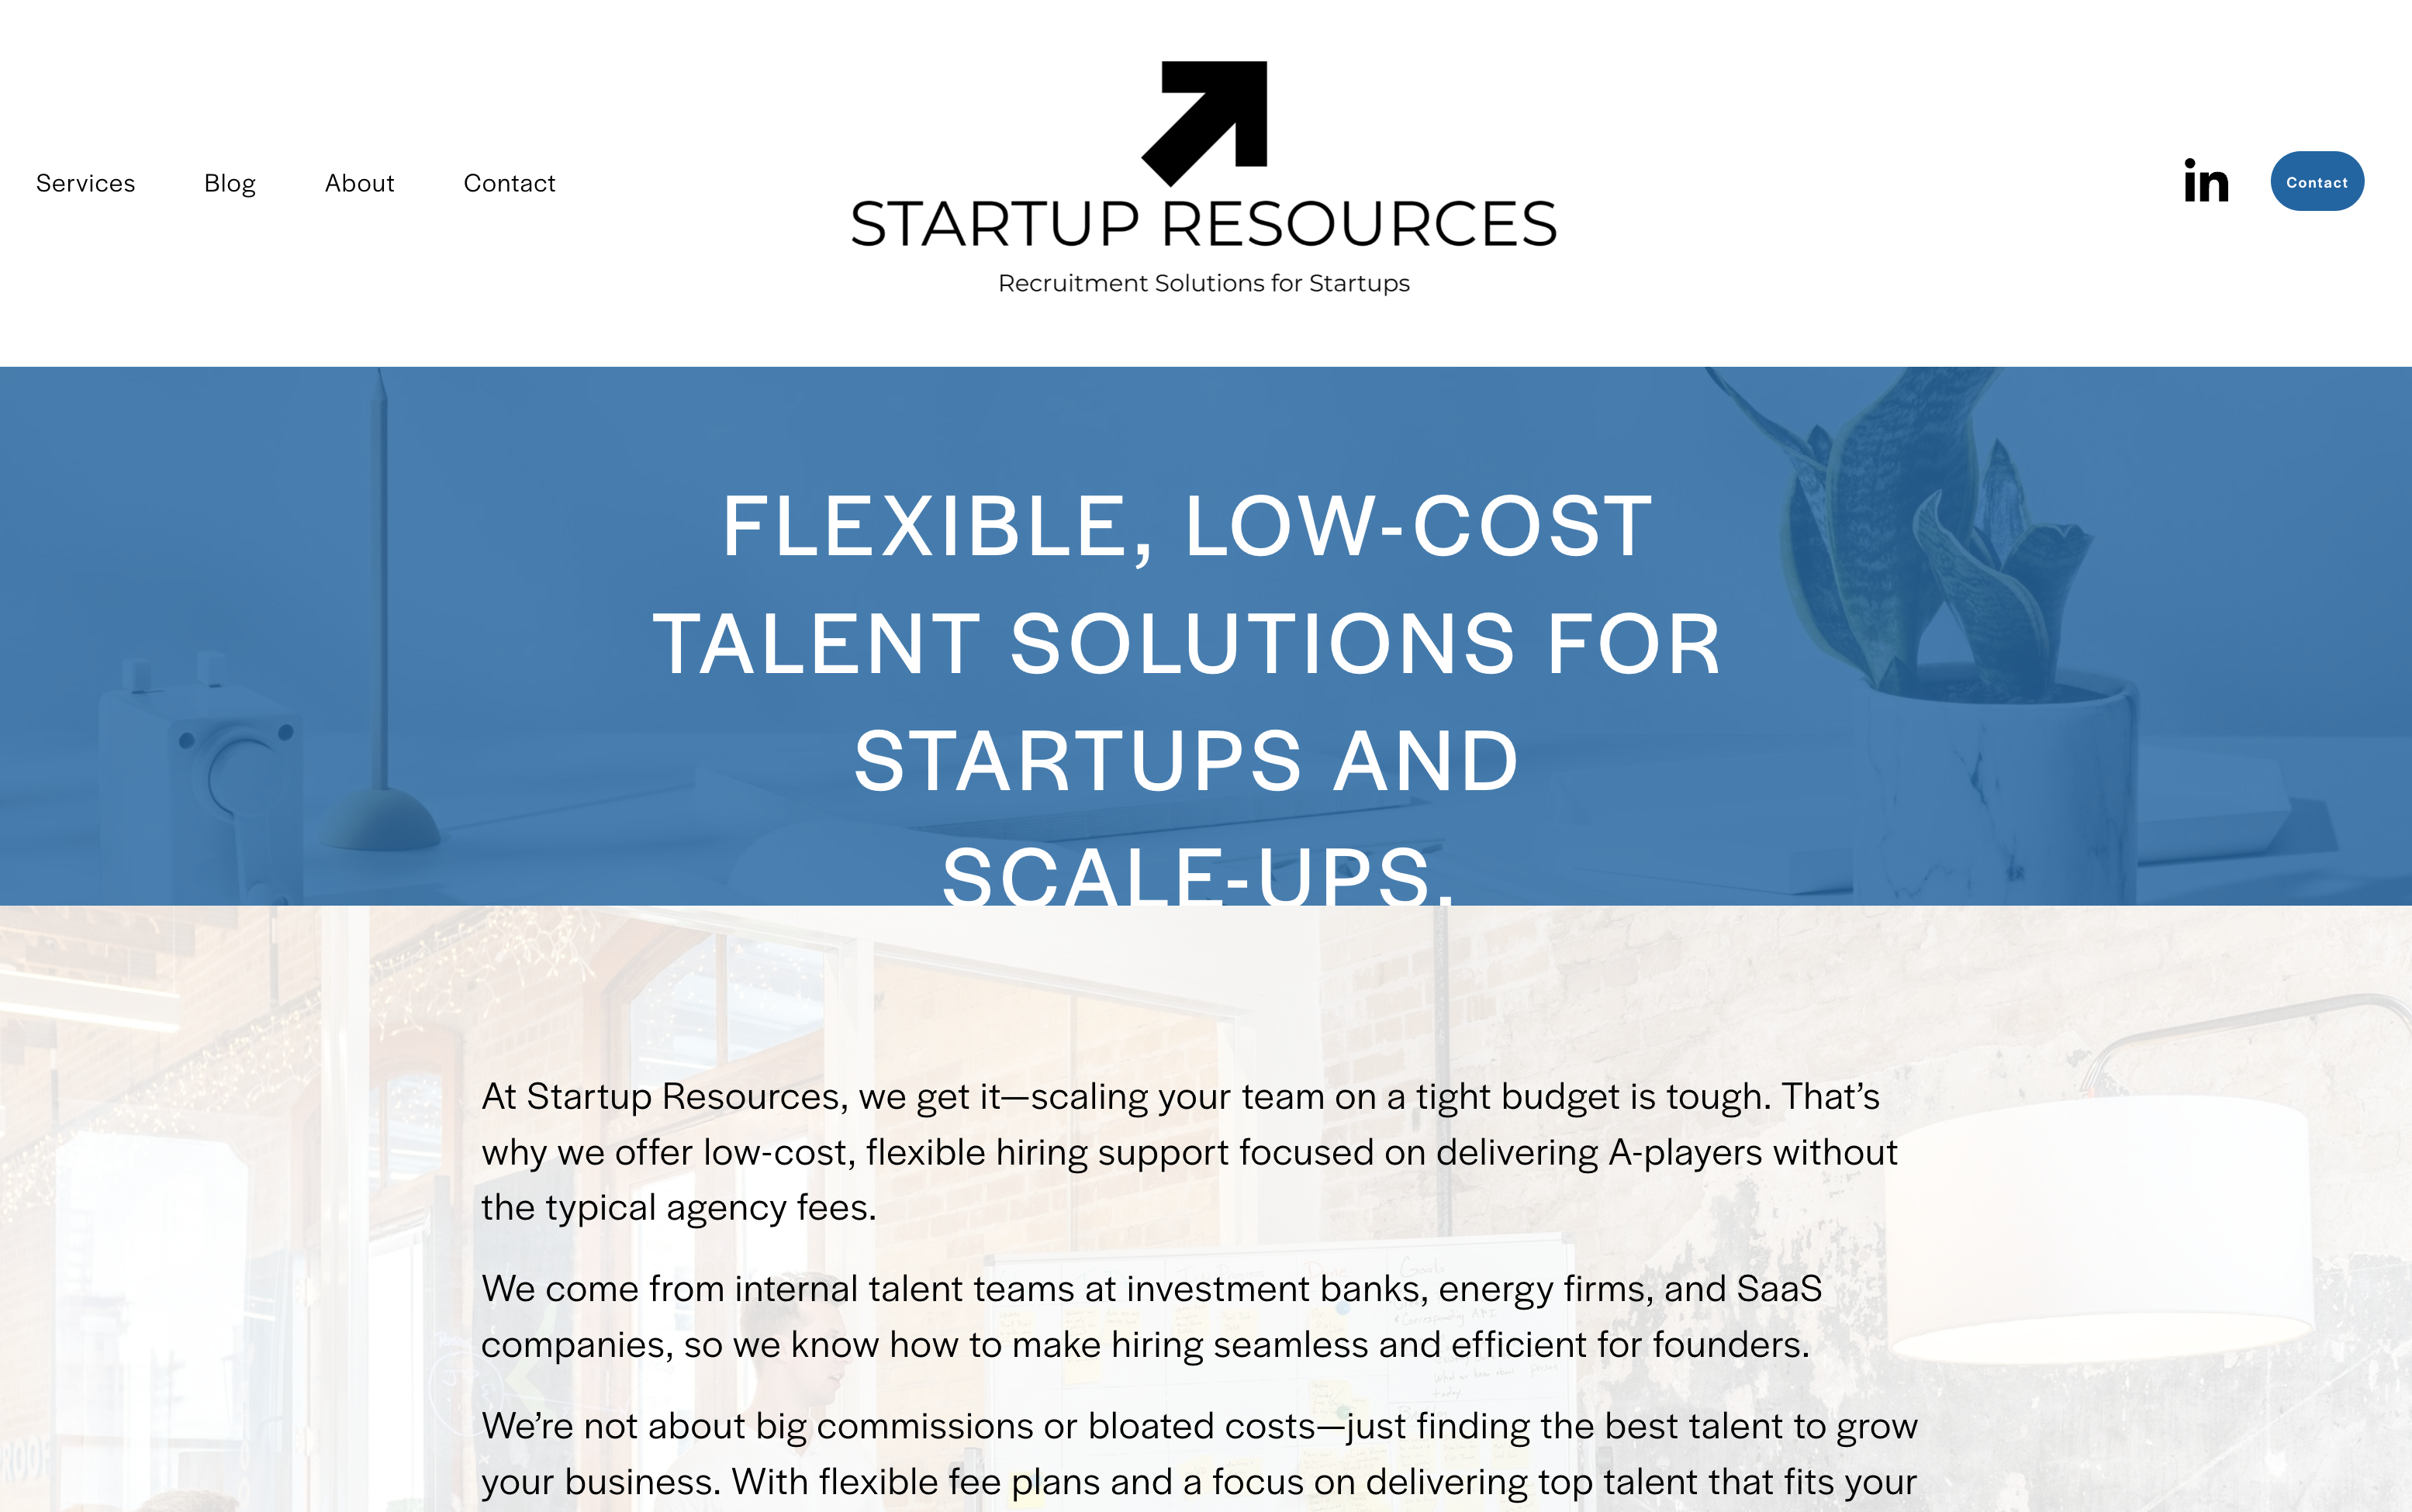 Services Blog About Contact
STARTUP RESOURCES
Recruitment Solutions for Startups
in Contact
FLEXIBLE, LOW-COST
TALENT SOLUTIONS FOR
STARTUPS AND
SCALE-UPS.
At Startup Resources, we get it—scaling your team on a tight budget is tough. That’s
why we offer low-cost, flexible hiring support focused on delivering A-players without
the typical agency fees.
We come from internal talent teams at investment banks, energy firms, and SaaS
companies, so we know how to make hiring seamless and efficient for founders.
We’re not about big commissions or bloated costs—just finding the best talent to grow
your business. With flexible fee plans and a focus on delivering top talent that fits your
Goals